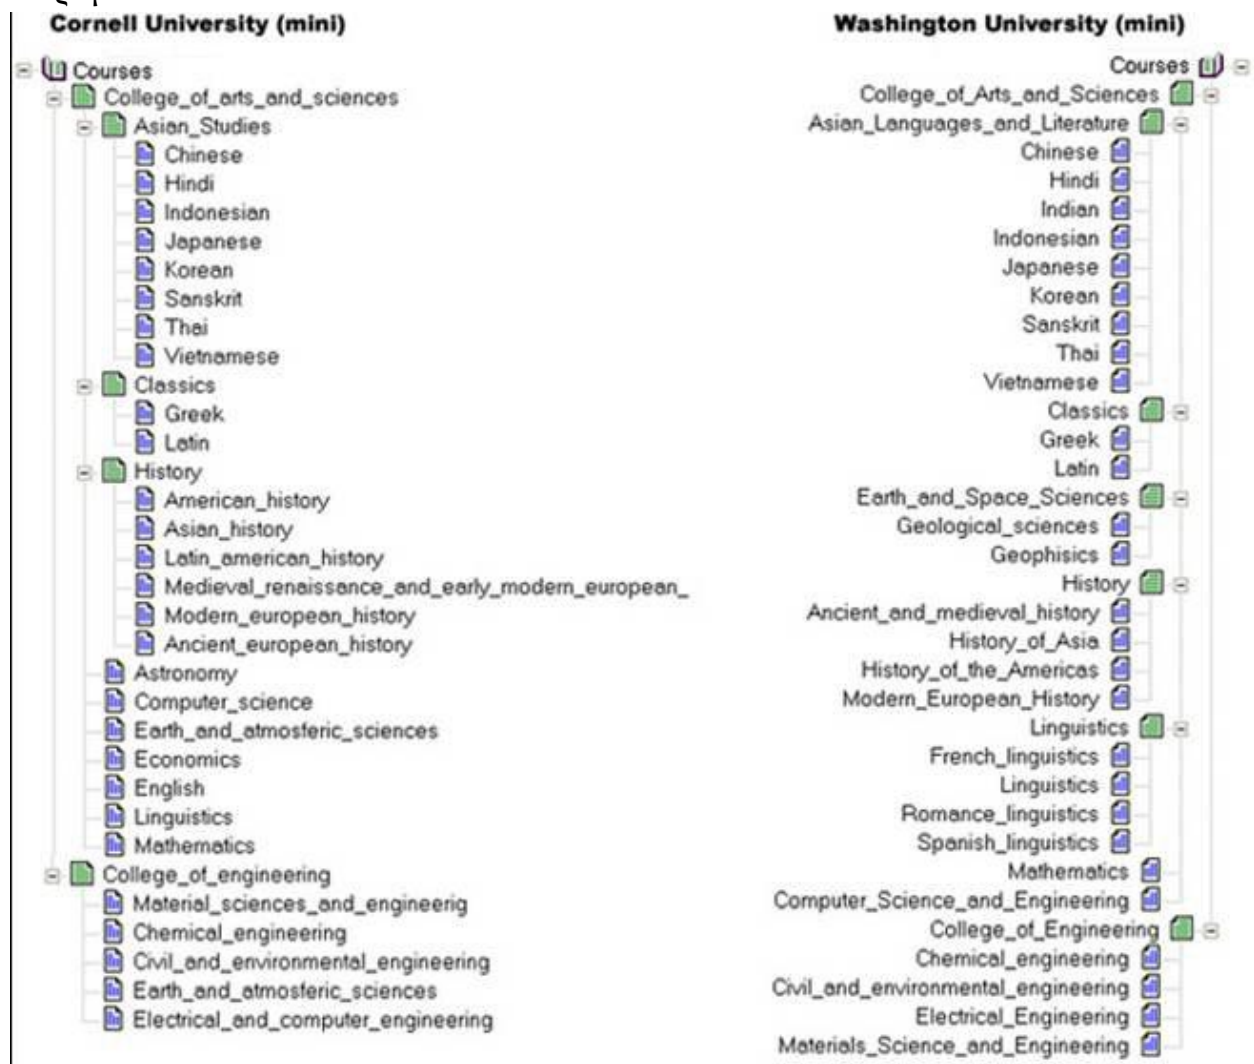 Cornell University (mini)
Courses
College_of_arts_and_sciences
Asian_Studies
Chinese
Hindi
Indonesian
Japanese
Korean
Sanskrit
Thai
Vietnamese
Classics
Greek
Latin
History
American_history
Asian_history
Latin_american_history
Medieval_renaissance_and_early_modern_european_
Modern_european_history
Ancient_european_history
Astronomy
Computer_science
Earth_and_atmosferic_sciences
Economics
English
Linguistics
Mathematics
College_of_engineering
Material_sciences_and_engineerig
Chemical_engineering
Civil_and_environmental_engineering
Earth_and_atmosferic_sciences
Electrical_and_computer_engineering
Washington University (mini)
Courses
College_of_Arts_and_Sciences
Asian_Languages_and_Literature
Chinese
Hindi
Indian
Indonesian
Japanese
Korean
Sanskrit
Thai
Vietnamese
Classics
Greek
Latin
Earth_and_Space_Sciences
Geological_sciences
Geophisics
History
Ancient_and_medieval_history
History_of_Asia
History_of_the_Americas
Modern_European_History
Linguistics
French_linguistics
Linguistics
Romance_linguistics
Spanish_linguistics
Mathematics
Computer_Science_and_Engineering
College_of_Engineering
Chemical_engineering
Civil_and_environmental_engineering
Electrical_Engineering
Materials_Science_and_Engineering